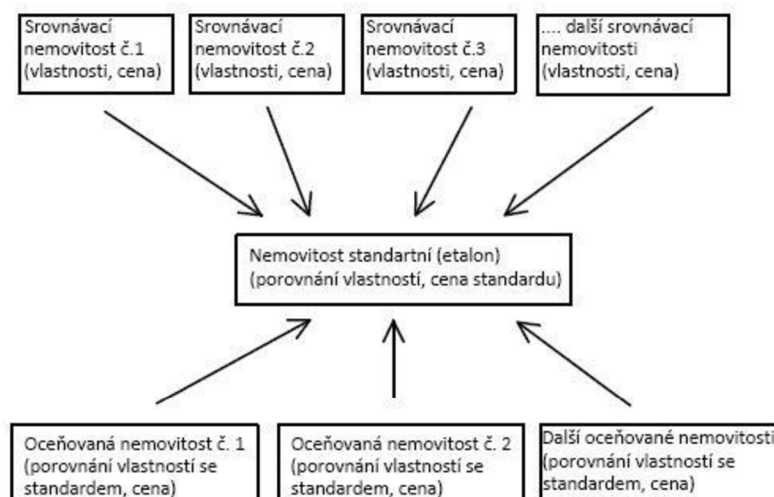 Srovnávací
nemovitost č.1
(vlastnosti, cena)
Srovnávací
nemovitost č.2
(vlastnosti, cena)
Srovnávací
nemovitost č.3
(vlastnosti, cena)
.... další srovnávací
nemovitosti
(vlastnosti, cena)
Nemovitost standartní (etalon)
(porovnání vlastností, cena standardu)
Oceňovaná nemovitost č. 1
(porovnání vlastností se
standardem, cena)
Oceňovaná nemovitost č. 2
(porovnání vlastností se
standardem, cena)
Další oceňované nemovitosti
(porovnání vlastností se
standardem, cena)